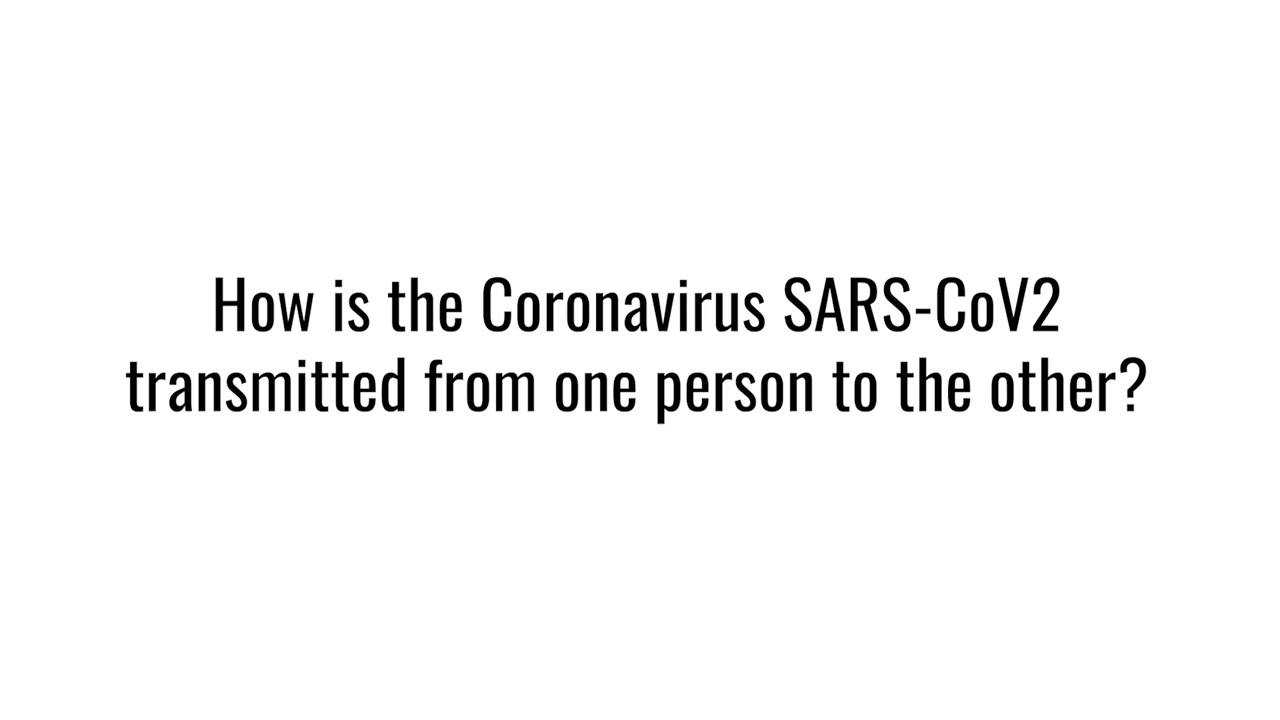 How is the Coronavirus SARS-CoV2
transmitted from one person to the other?